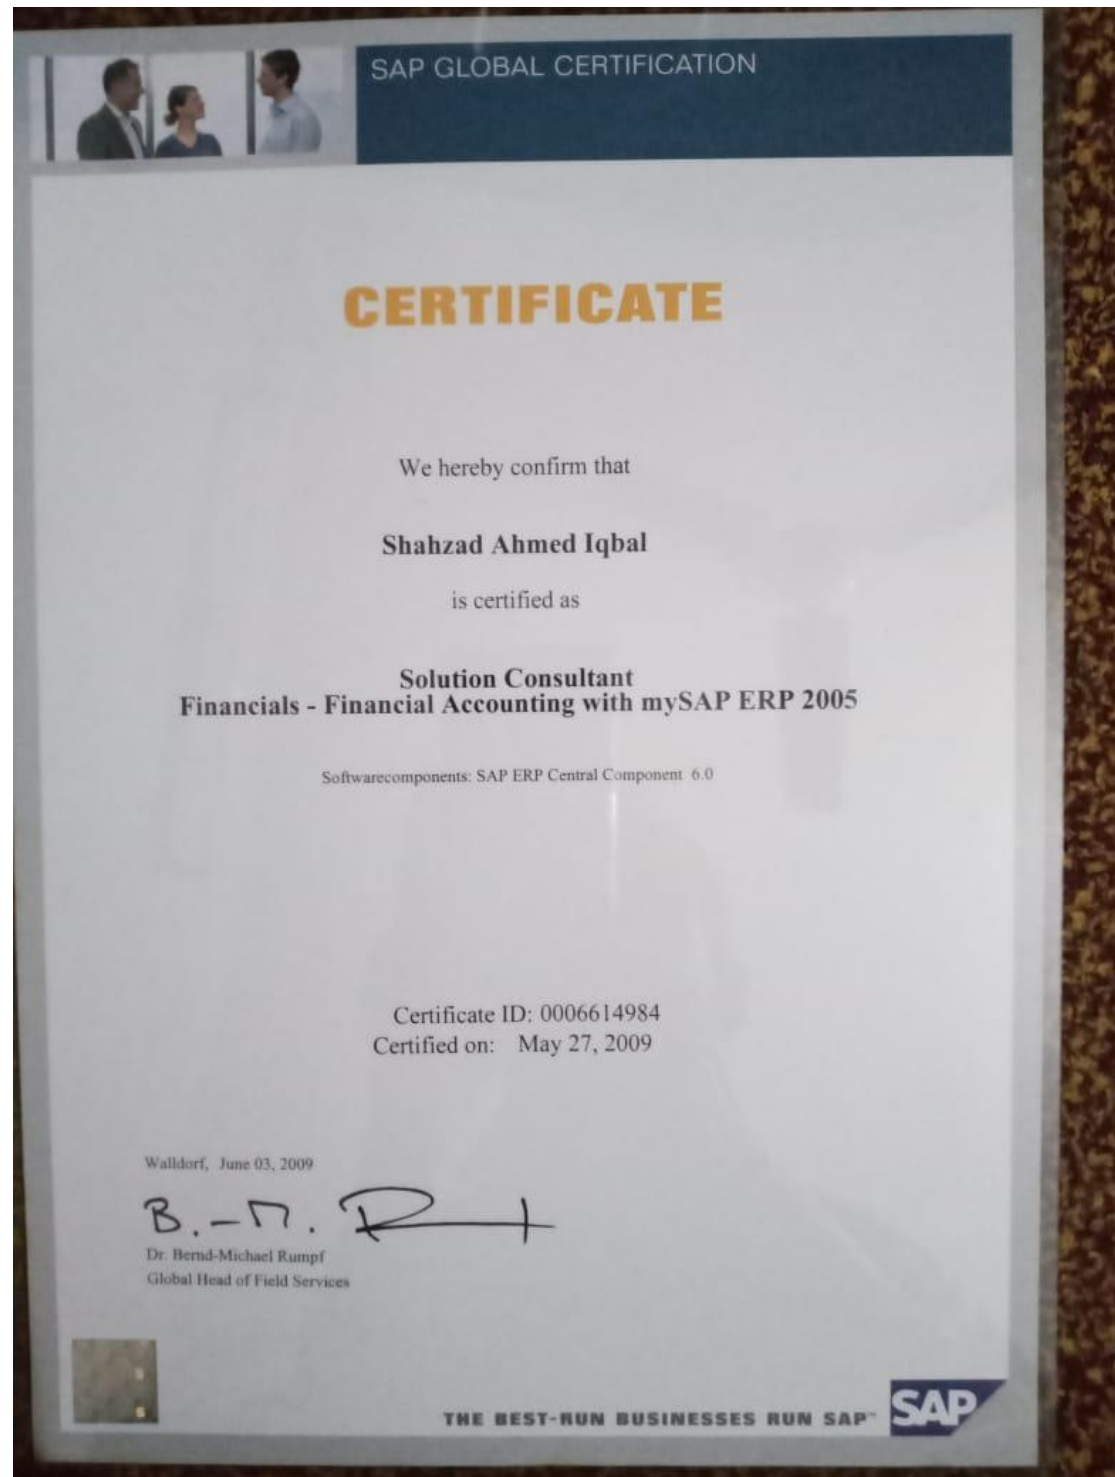 SAP GLOBAL CERTIFICATION
CERTIFICATE
We hereby confirm that
Shahzad Ahmed Iqbal
is certified as
Solution Consultant
Financials - Financial Accounting with mySAP ERP 2005
Softwarecomponents: SAP ERP Central Component 6.0
Certificate ID: 0006614984
Certified on: May 27, 2009
Walldorf, June 03, 2009
B.-M. R
Dr. Bernd-Michael Rumpf
Global Head of Field Services
THE BEST-RUN BUSINESSES RUN SAP™
SAP